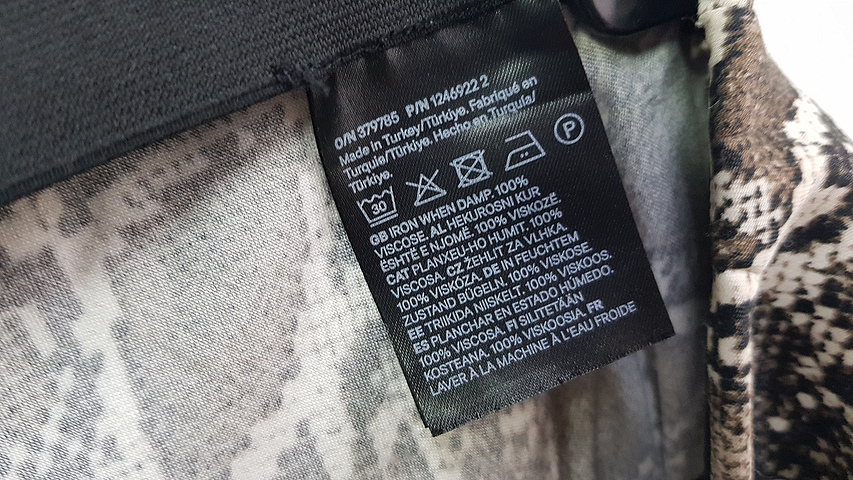 O/N 379785 P/N 1246922 2
Made in Turkey/Türkiye. Fabriqué en
Turquie/Türkiye. Hecho en Turquía/
Türkiye.
30 P
GB IRON WHEN DAMP. 100%
VISCOSE. AL HEKUROSNI KUR
ËSHTË E NJOMË. 100% VISKOZË.
CAT PLANXEU-HO HUMIT. 100%
VISCOSA. CZ ŽEHLIT ZA VLHKA.
100% VISKÓZA. DE IN FEUCHTEM
ZUSTAND BÜGELN. 100% VISKOSE.
EE TRIIKIDA NIISKELT. 100% VISKOOS.
ES PLANCHAR EN ESTADO HÚMEDO.
100% VISCOSA. FI SILITETÄÄN
KOSTEANA. 100% VISKOOSIA. FR
LAVER À LA MACHINE À L'EAU FROIDE